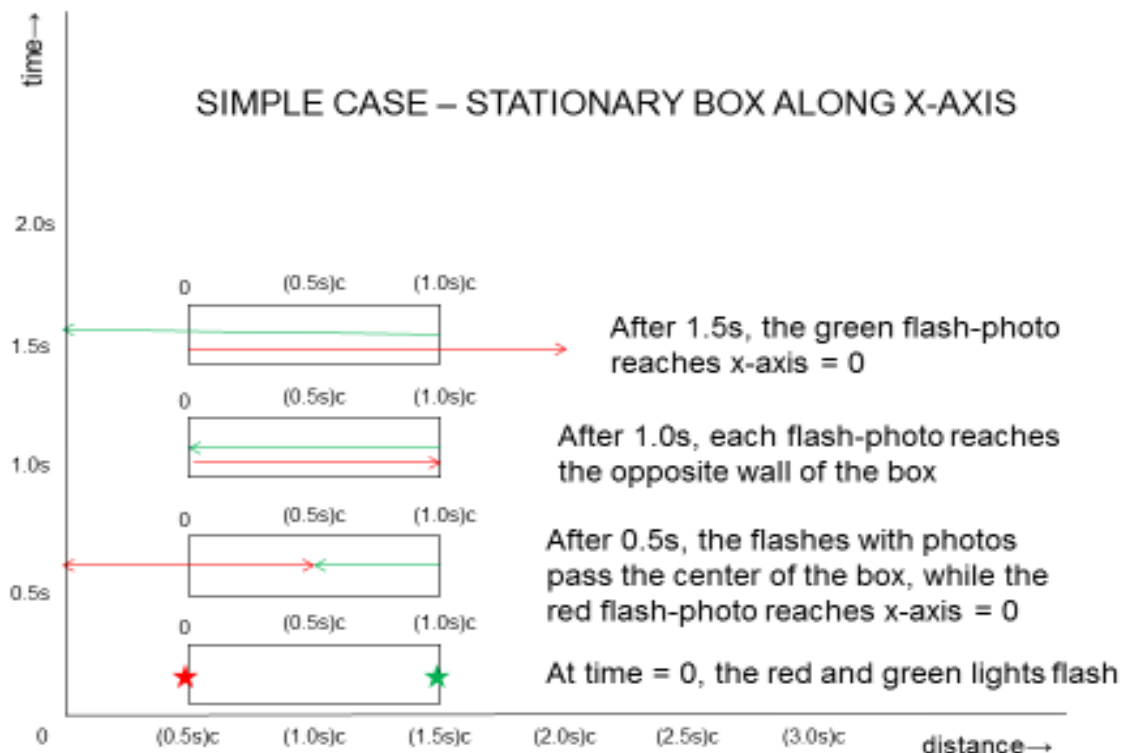 time→
SIMPLE CASE – STATIONARY BOX ALONG X-AXIS
2.0s
0 (0.5s)c (1.0s)c
1.5s
After 1.5s, the green flash-photo
reaches x-axis = 0
0 (0.5s)c (1.0s)c
1.0s
After 1.0s, each flash-photo reaches
the opposite wall of the box
0 (0.5s)c (1.0s)c
0.5s
After 0.5s, the flashes with photos
pass the center of the box, while the
red flash-photo reaches x-axis = 0
0 (0.5s)c (1.0s)c
At time = 0, the red and green lights flash
0 (0.5s)c (1.0s)c (1.5s)c (2.0s)c (2.5s)c (3.0s)c
distance→